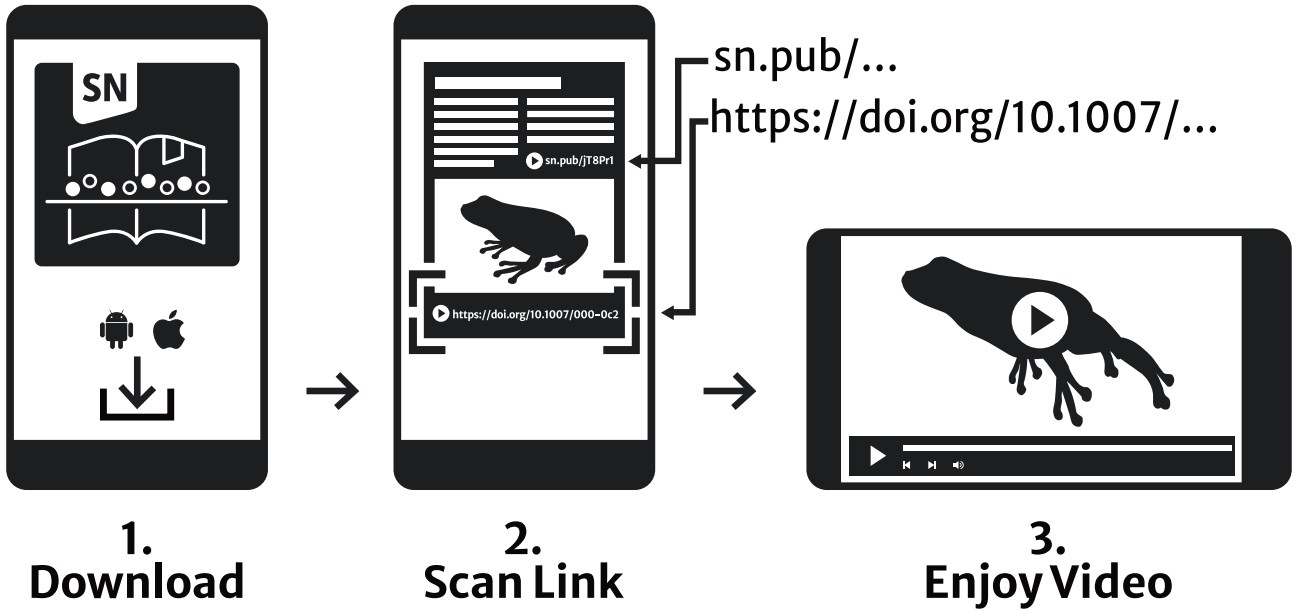 SN
sn.pub/...
https://doi.org/10.1007/...
sn.pub/jT8Pr1
https://doi.org/10.1007/000-0c2
1.
Download
2.
Scan Link
3.
Enjoy Video